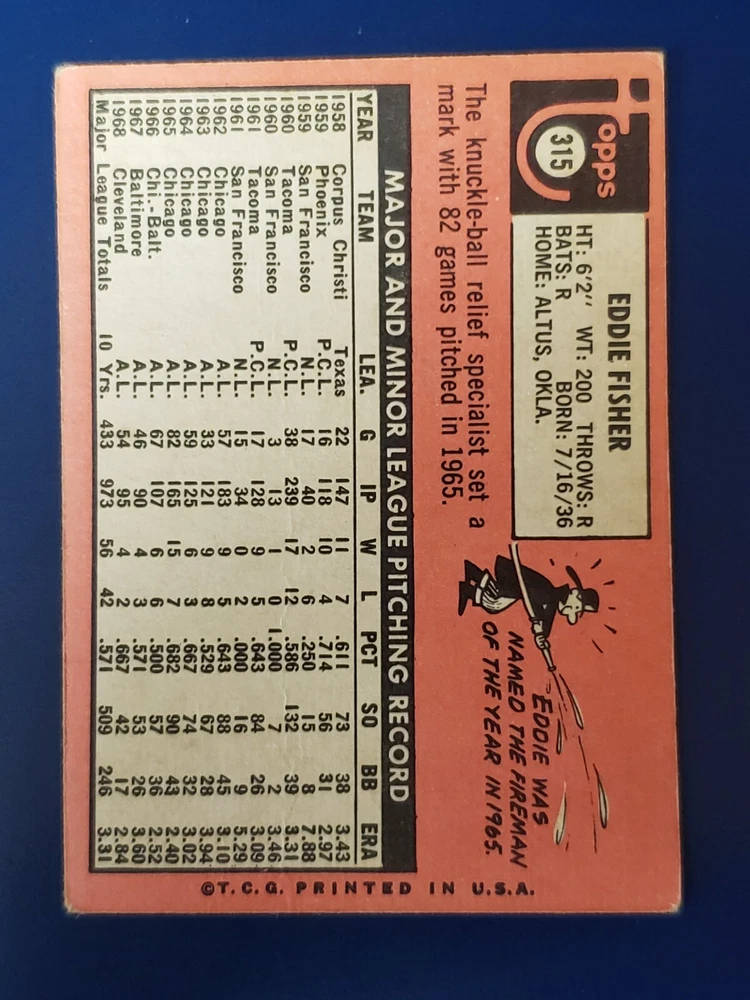 Topps
315
EDDIE FISHER
HT: 6'2" WT: 200 THROWS: R
BATS: R BORN: 7/16/36
HOME: ALTUS, OKLA.
The knuckle-ball relief specialist set a
mark with 82 games pitched in 1965.
EDDIE WAS
NAMED THE FIREMAN
OF THE YEAR IN 1965.
MAJOR AND MINOR LEAGUE PITCHING RECORD
YEAR TEAM LEA. G IP W L PCT SO BB ERA
1958 Corpus Christi Texas 22 147 11 7 .611 73 38 3.43
1959 Phoenix P.C.L. 16 118 10 4 .714 56 31 2.97
1959 San Francisco N.L. 17 40 2 6 .250 15 8 7.88
1960 Tacoma P.C.L. 38 239 17 12 .586 132 39 3.31
1960 San Francisco N.L. 3 13 1 0 1.000 7 2 3.46
1961 Tacoma P.C.L. 17 128 9 5 .643 84 26 3.09
1961 San Francisco N.L. 15 34 0 2 .000 16 9 5.29
1962 Chicago A.L. 57 183 9 5 .643 88 45 3.10
1963 Chicago A.L. 33 121 9 8 .529 67 28 3.94
1964 Chicago A.L. 59 125 6 3 .667 74 32 3.02
1965 Chicago A.L. 82 165 15 7 .682 90 43 2.40
1966 Chi.-Balt. A.L. 67 107 6 6 .500 57 36 2.52
1967 Baltimore A.L. 46 90 4 3 .571 53 26 3.60
1968 Cleveland A.L. 54 95 4 2 .667 42 17 2.84
Major League Totals 10 Yrs. 433 973 56 42 .571 509 246 3.31
©T.C.G. PRINTED IN U.S.A.